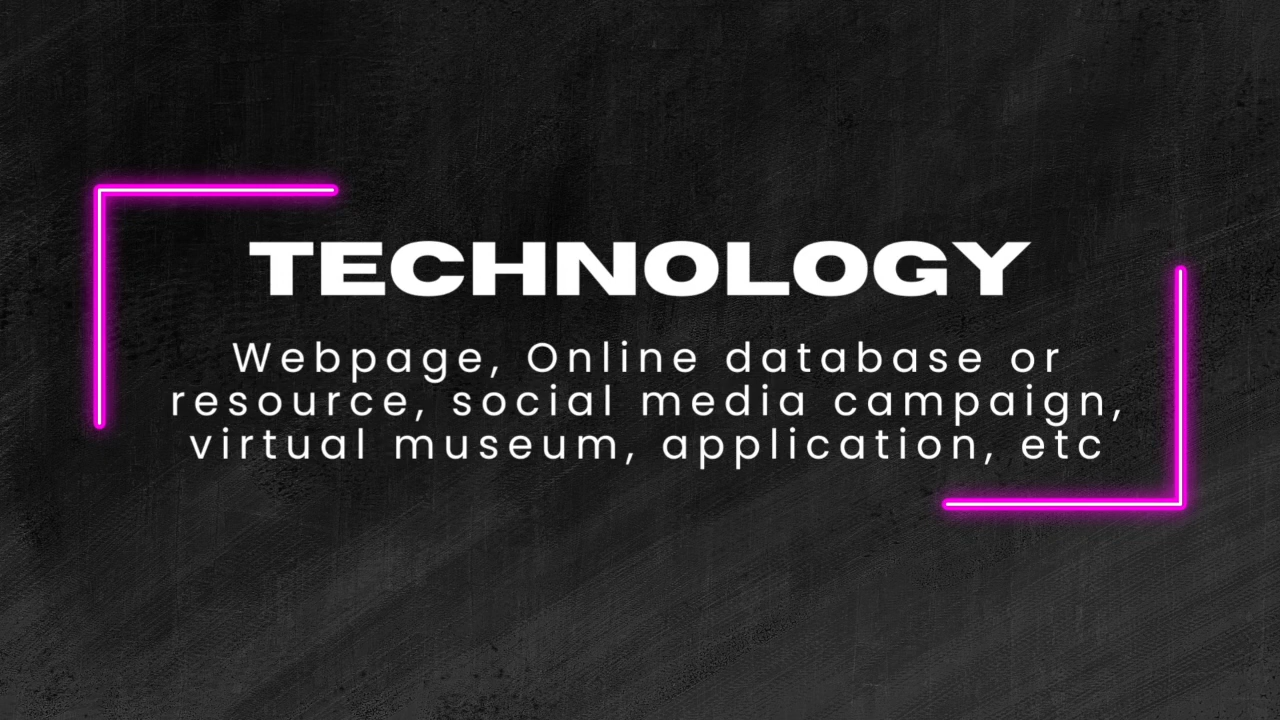 TECHNOLOGY
Webpage, Online database or
resource, social media campaign,
virtual museum, application, etc